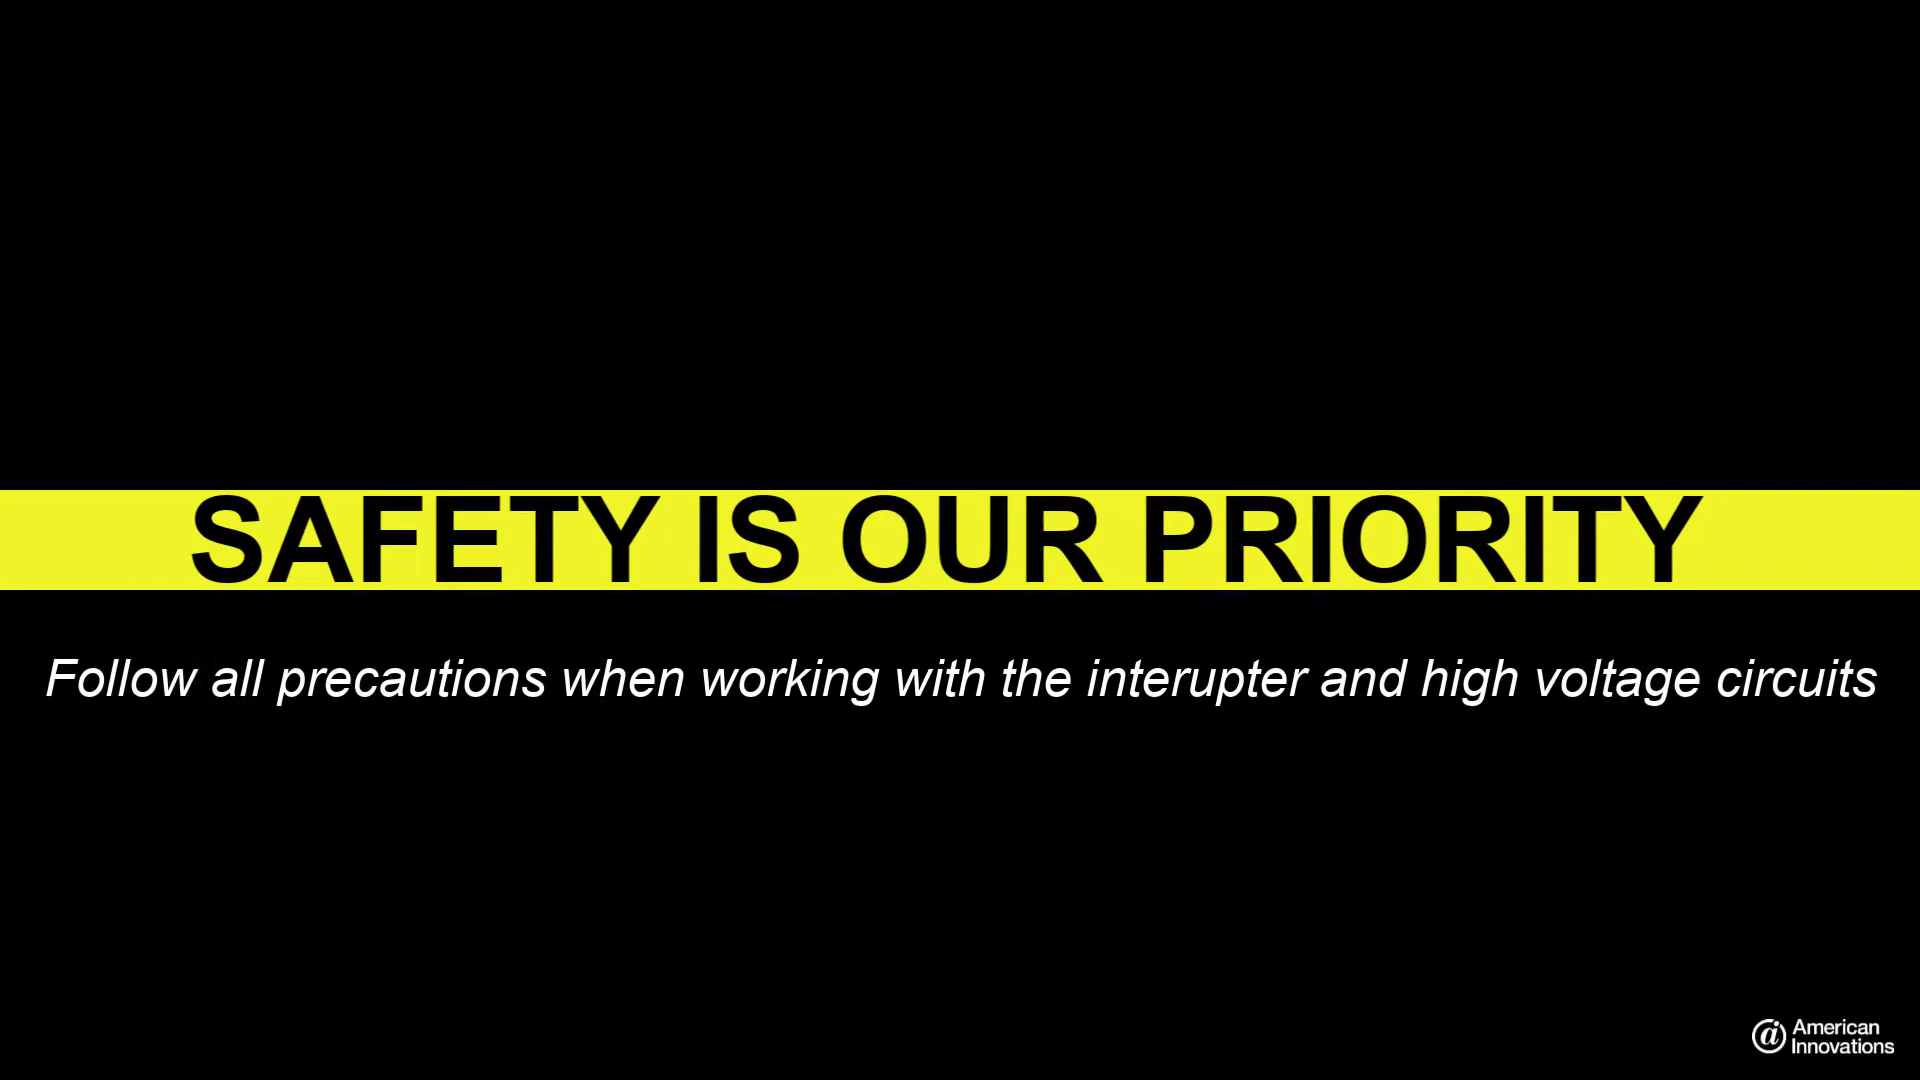 SAFETY IS OUR PRIORITY
Follow all precautions when working with the interupter and high voltage circuits
American
Innovations